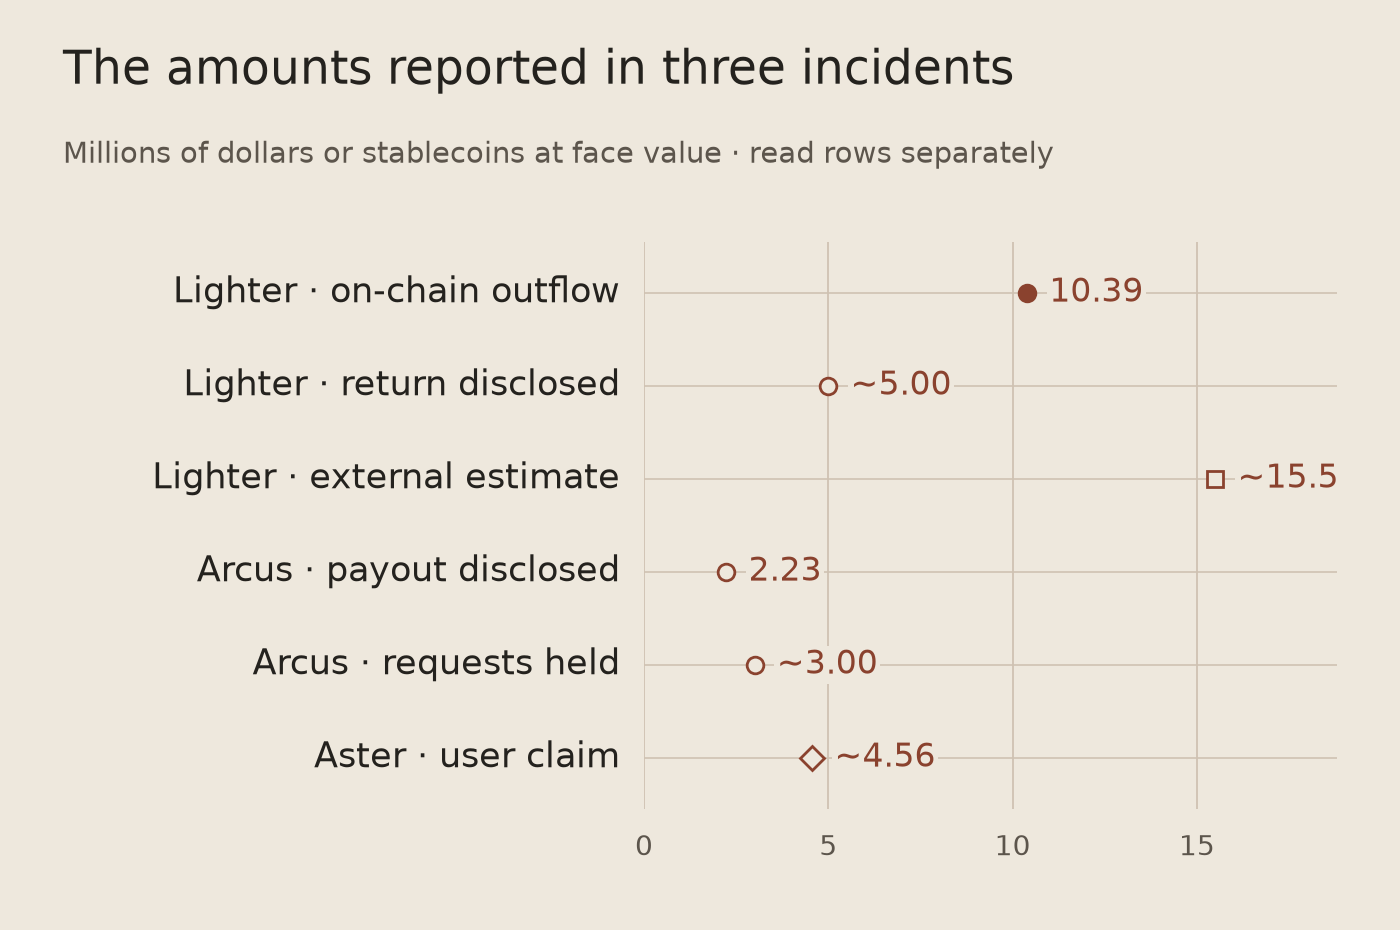 The amounts reported in three incidents
Millions of dollars or stablecoins at face value · read rows separately
Lighter · on-chain outflow 10.39
Lighter · return disclosed ~5.00
Lighter · external estimate ~15.5
Arcus · payout disclosed 2.23
Arcus · requests held ~3.00
Aster · user claim ~4.56
0 5 10 15